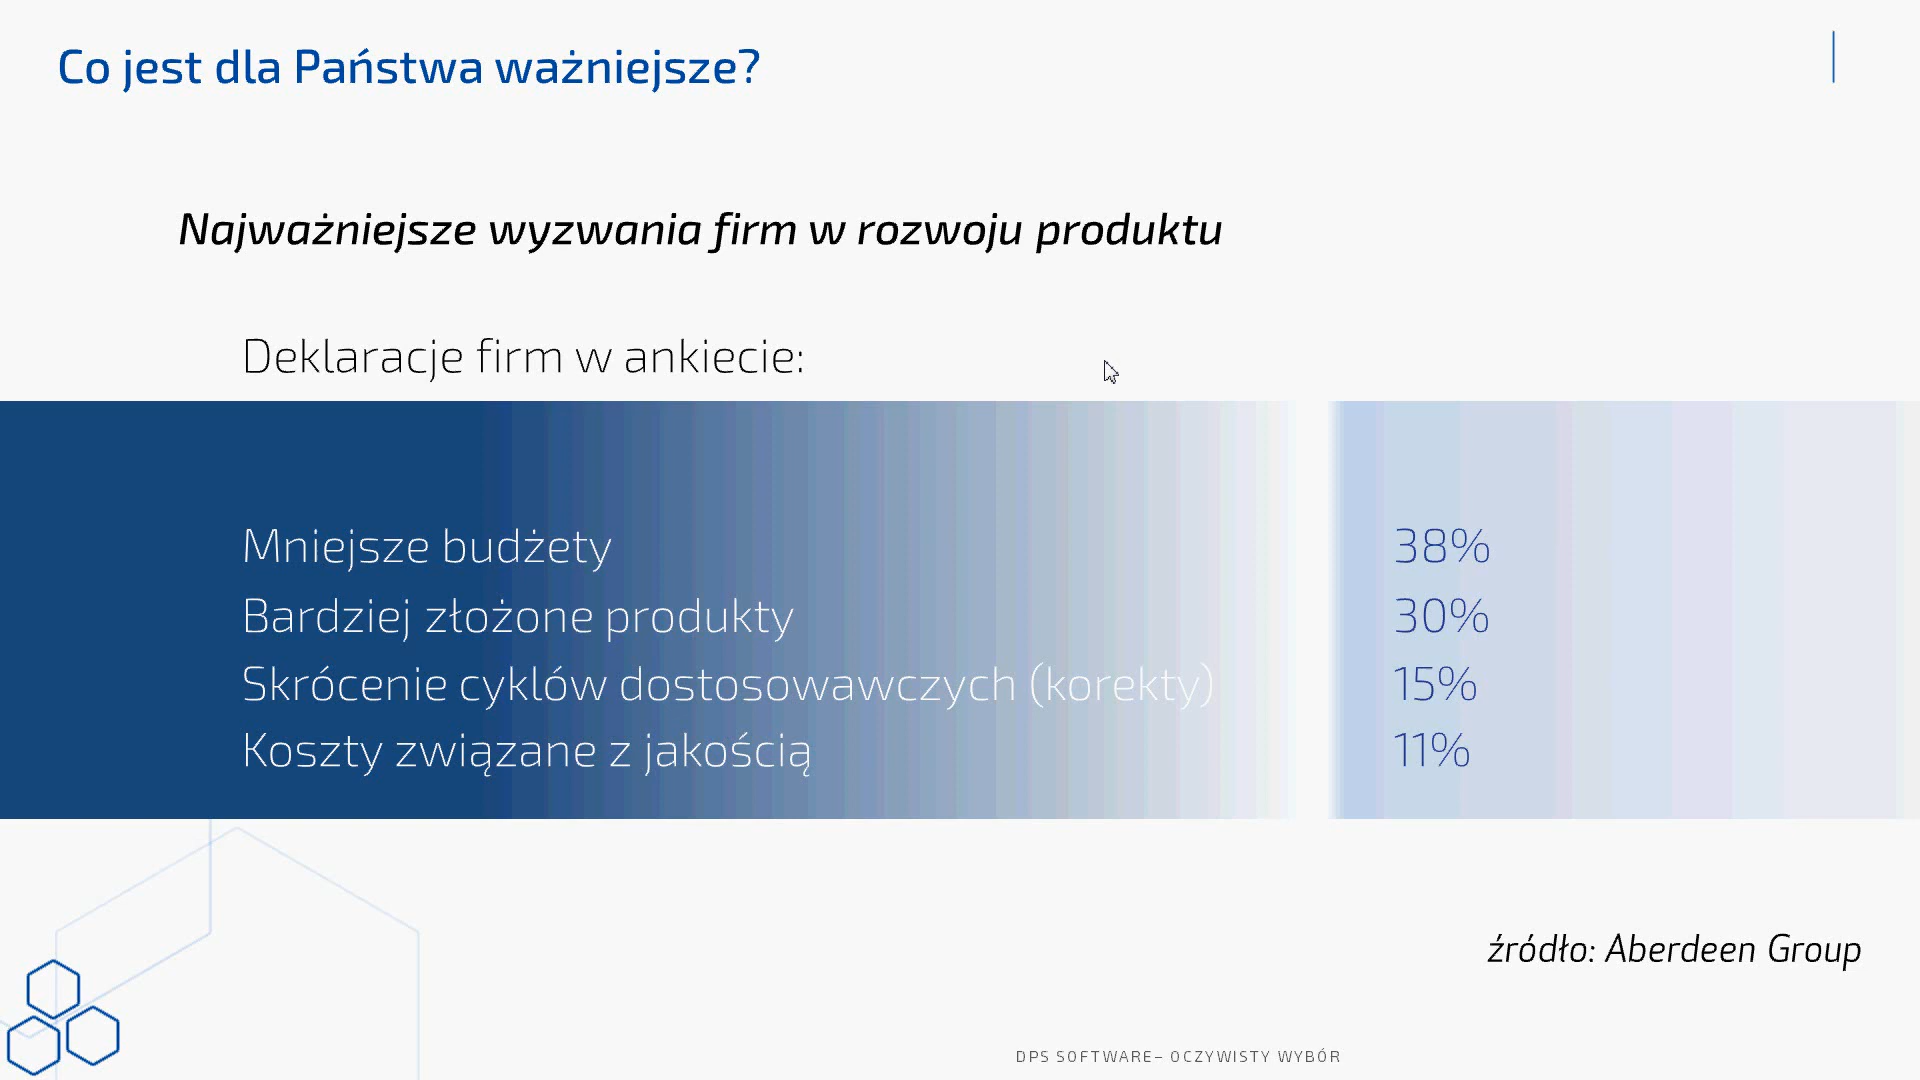 Co jest dla Państwa ważniejsze?
Najważniejsze wyzwania firm w rozwoju produktu
Deklaracje firm w ankiecie:
Mniejsze budżety 38%
Bardziej złożone produkty 30%
Skrócenie cyklów dostosowawczych (korekty) 15%
Koszty związane z jakością 11%
źródło: Aberdeen Group
DPS SOFTWARE– OCZYWISTY WYBÓR